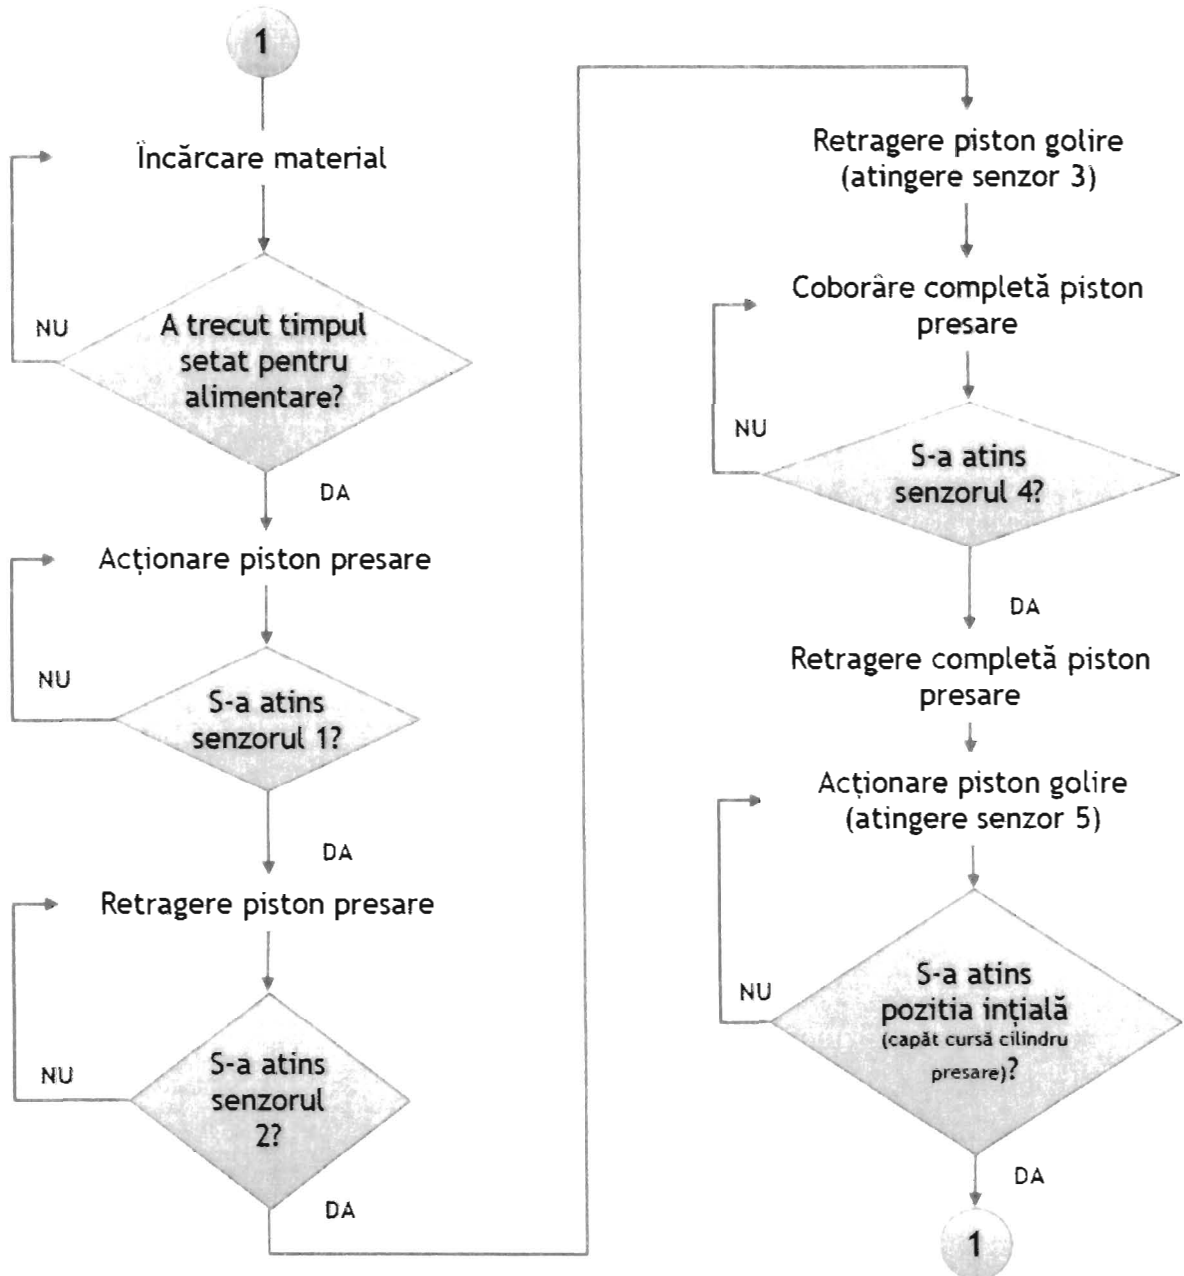 1
Încărcare material
NU
A trecut timpul
setat pentru
alimentare?
DA
Acționare piston presare
NU
S-a atins
senzorul 1?
DA
Retragere piston presare
NU
S-a atins
senzorul
2?
DA
Retragere piston golire
(atingere senzor 3)
Coborâre completă piston
presare
NU
S-a atins
senzorul 4?
DA
Retragere completă piston
presare
Acționare piston golire
(atingere senzor 5)
NU
S-a atins
pozitia ințială
(capăt cursă cilindru
presare)?
DA
1